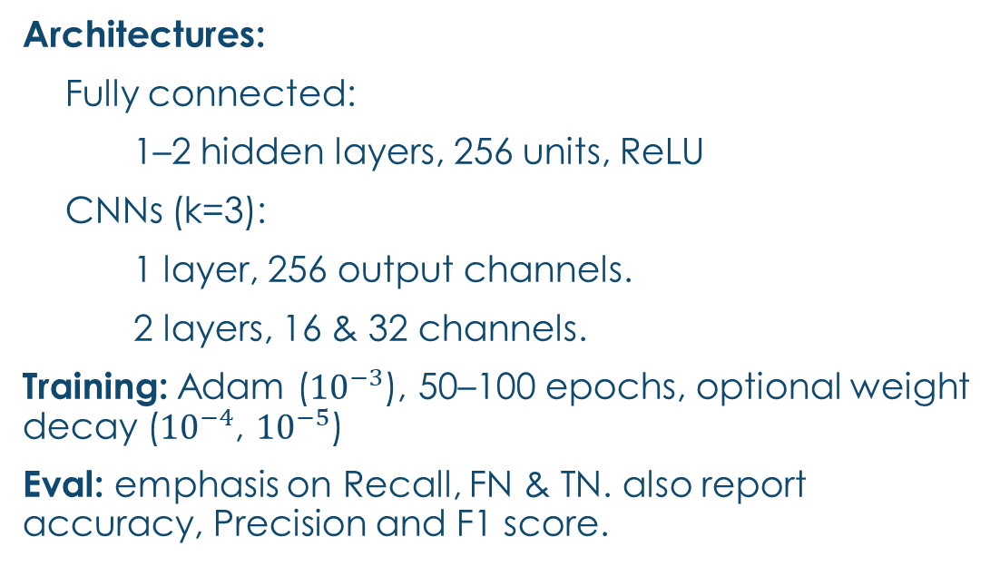 Architectures:
Fully connected:
1–2 hidden layers, 256 units, ReLU
CNNs (k=3):
1 layer, 256 output channels.
2 layers, 16 & 32 channels.
Training: Adam (10⁻³), 50–100 epochs, optional weight
decay (10⁻⁴, 10⁻⁵)
Eval: emphasis on Recall, FN & TN. also report
accuracy, Precision and F1 score.